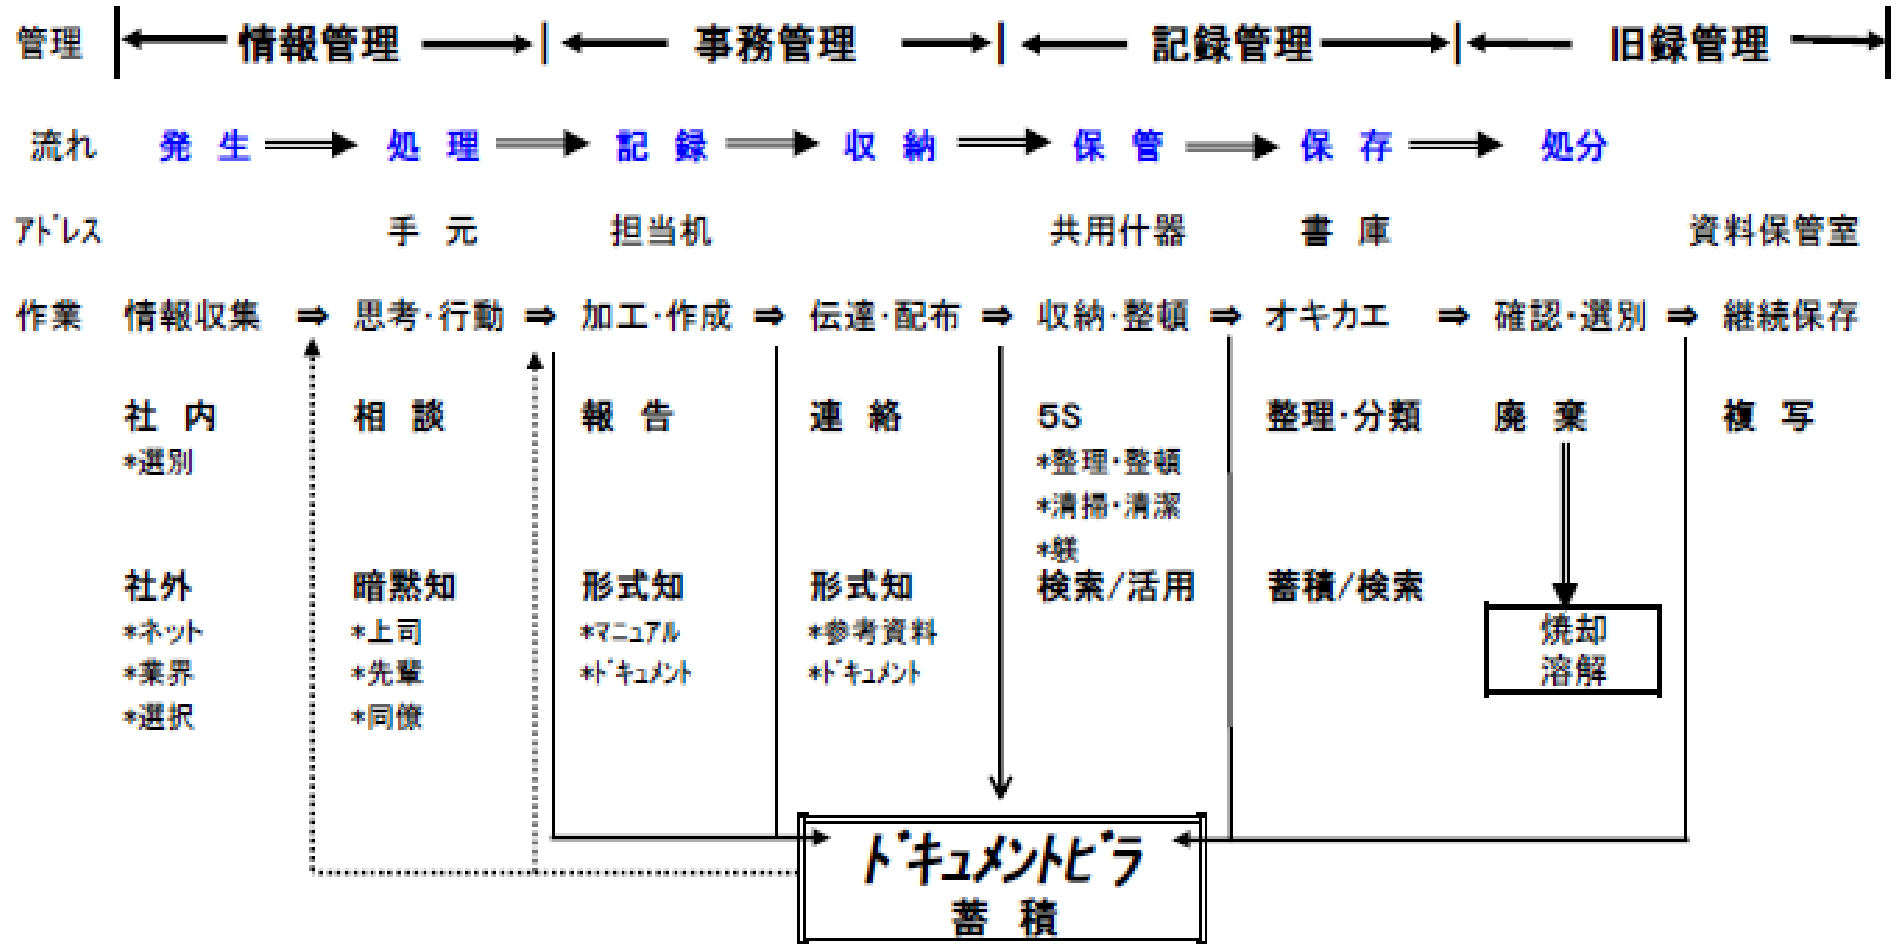 管理 情報管理 事務管理 記録管理 旧録管理
流れ 発生 処理 記録 収納 保管 保存 処分
ｱﾄﾞﾚｽ 手元 担当机 共用什器 書庫 資料保管室
作業 情報収集 ⇒ 思考･行動 ⇒ 加工･作成 ⇒ 伝達･配布 ⇒ 収納･整頓 ⇒ オキカエ ⇒ 確認･選別 ⇒ 継続保存
社内 相談 報告 連絡 5S 整理･分類 廃棄 複写
*選別 *整理･整頓
*清掃･清潔
*躾
社外 暗黙知 形式知 形式知 検索/活用 蓄積/検索
*ﾈｯﾄ *上司 *ﾏﾆｭｱﾙ *参考資料 焼却
*業界 *先輩 *ﾄﾞｷｭﾒﾝﾄ *ﾄﾞｷｭﾒﾝﾄ 溶解
*選択 *同僚
ﾄﾞｷｭﾒﾝﾄﾋﾞﾗ
蓄積